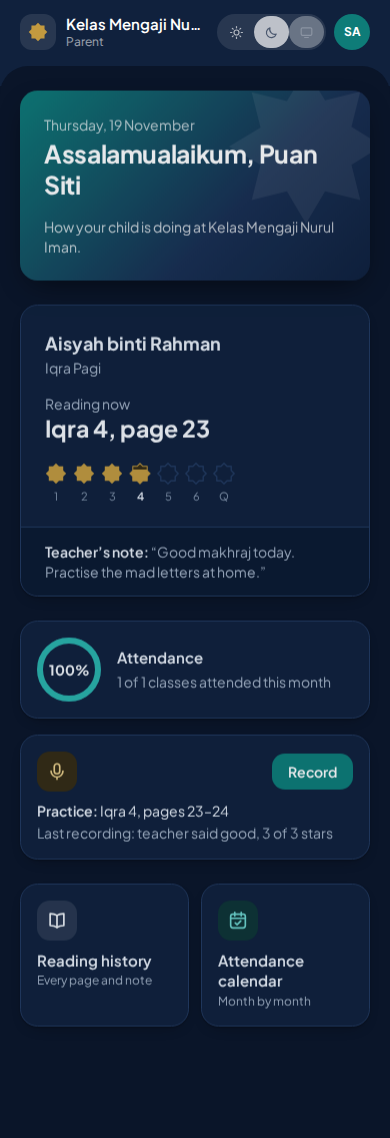 Kelas Mengaji Nu...
Parent
SA
Thursday, 19 November
Assalamualaikum, Puan
Siti
How your child is doing at Kelas Mengaji Nurul
Iman.
Aisyah binti Rahman
Iqra Pagi
Reading now
Iqra 4, page 23
1 2 3 4 5 6 Q
Teacher's note: “Good makhraj today.
Practise the mad letters at home.”
100%
Attendance
1 of 1 classes attended this month
Record
Practice: Iqra 4, pages 23–24
Last recording: teacher said good, 3 of 3 stars
Reading history
Every page and note
Attendance
calendar
Month by month